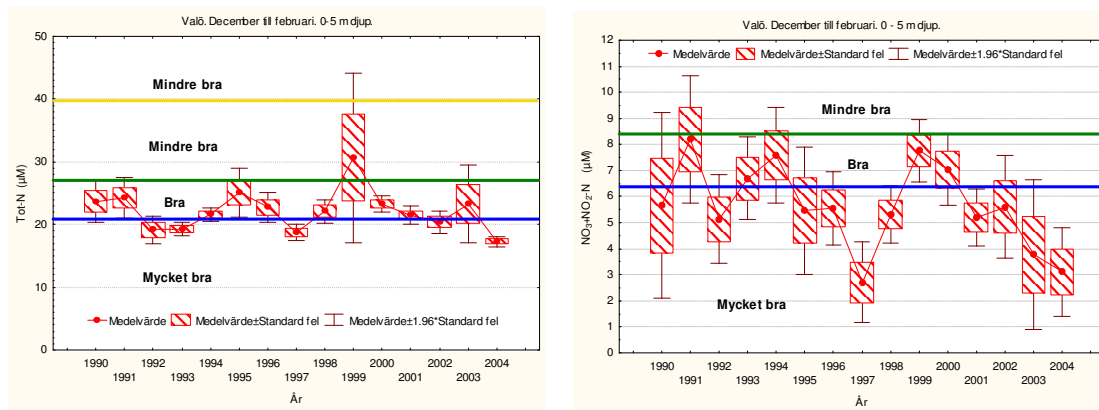 Valö. December till februari. 0-5 m djup.
50
40
30
20
10
0
Tot-N (µM)
Mindre bra
Mindre bra
Bra
Mycket bra
Medelvärde Medelvärde±Standard fel Medelvärde±1.96*Standard fel
1990 1992 1994 1996 1998 2000 2002 2004
1991 1993 1995 1997 1999 2001 2003
År
Valö. December till februari. 0 - 5 m djup.
12
11
10
9
8
7
6
5
4
3
2
1
0
NO3+NO2-N (µM)
Medelvärde Medelvärde±Standard fel Medelvärde±1.96*Standard fel
Mindre bra
Bra
Mycket bra
1990 1992 1994 1996 1998 2000 2002 2004
1991 1993 1995 1997 1999 2001 2003
År